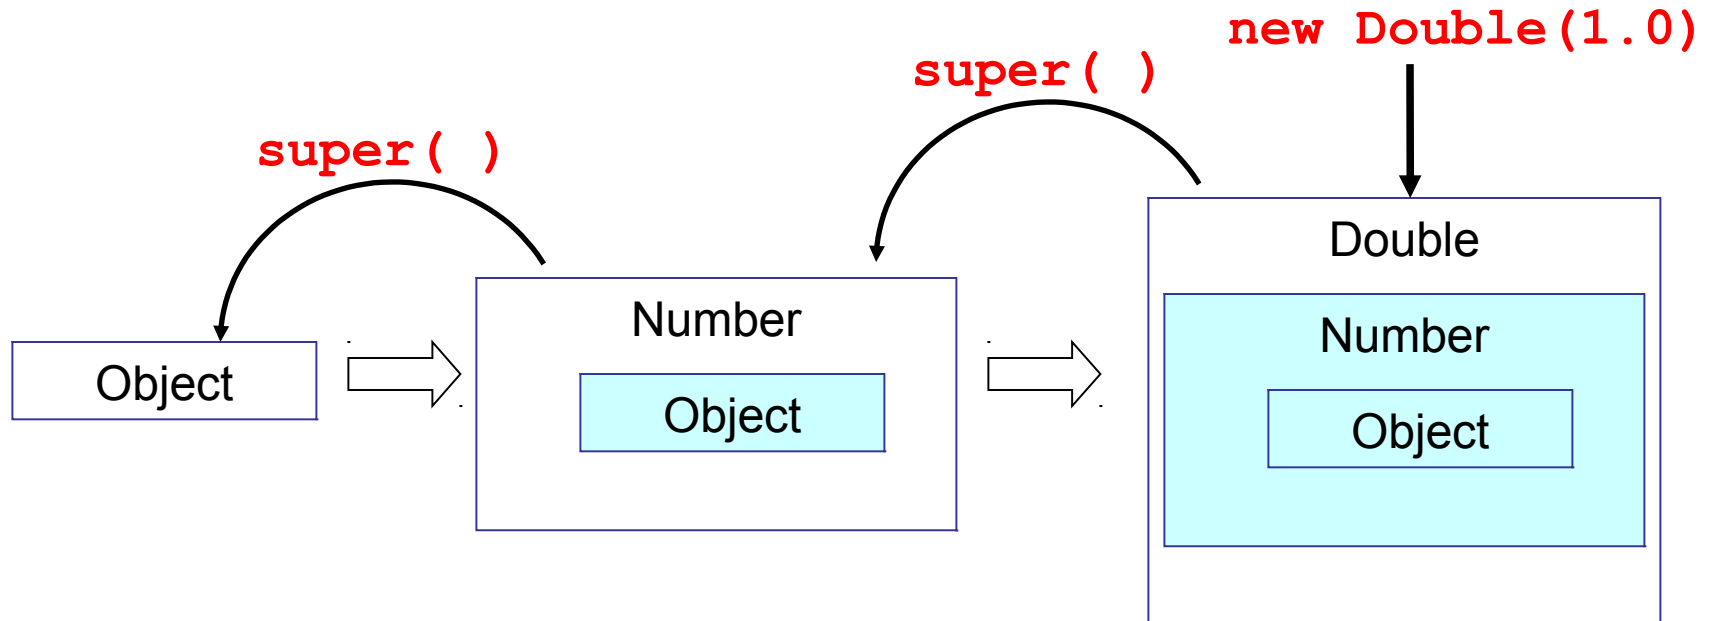 new Double(1.0)
super( )
super( )
Double
Number
Number
Object
Object
Object